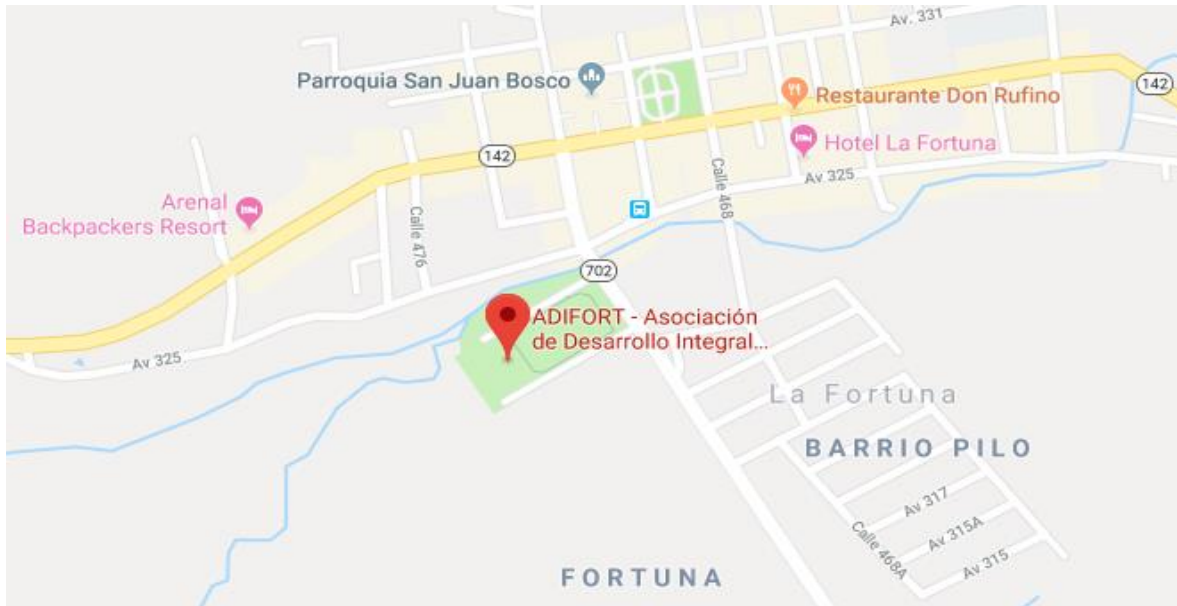 Av. 331
Parroquia San Juan Bosco
142
Restaurante Don Rufino
Hotel La Fortuna
142
Av 325
Arenal
Backpackers Resort
Calle 476
Calle 468
702
ADIFORT - Asociación
de Desarrollo Integral...
Av 325
La Fortuna
BARRIO PILO
Av 317
Av 315A
Av 315
Calle 468A
FORTUNA